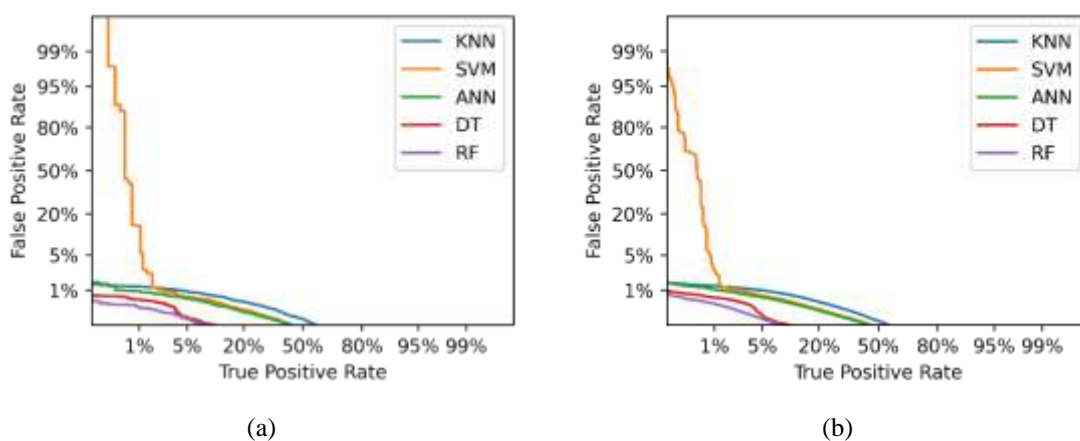 99%
95%
80%
50%
20%
5%
1%
False Positive Rate
KNN
SVM
ANN
DT
RF
1% 5% 20% 50% 80% 95% 99%
True Positive Rate
(a)
99%
95%
80%
50%
20%
5%
1%
False Positive Rate
KNN
SVM
ANN
DT
RF
1% 5% 20% 50% 80% 95% 99%
True Positive Rate
(b)